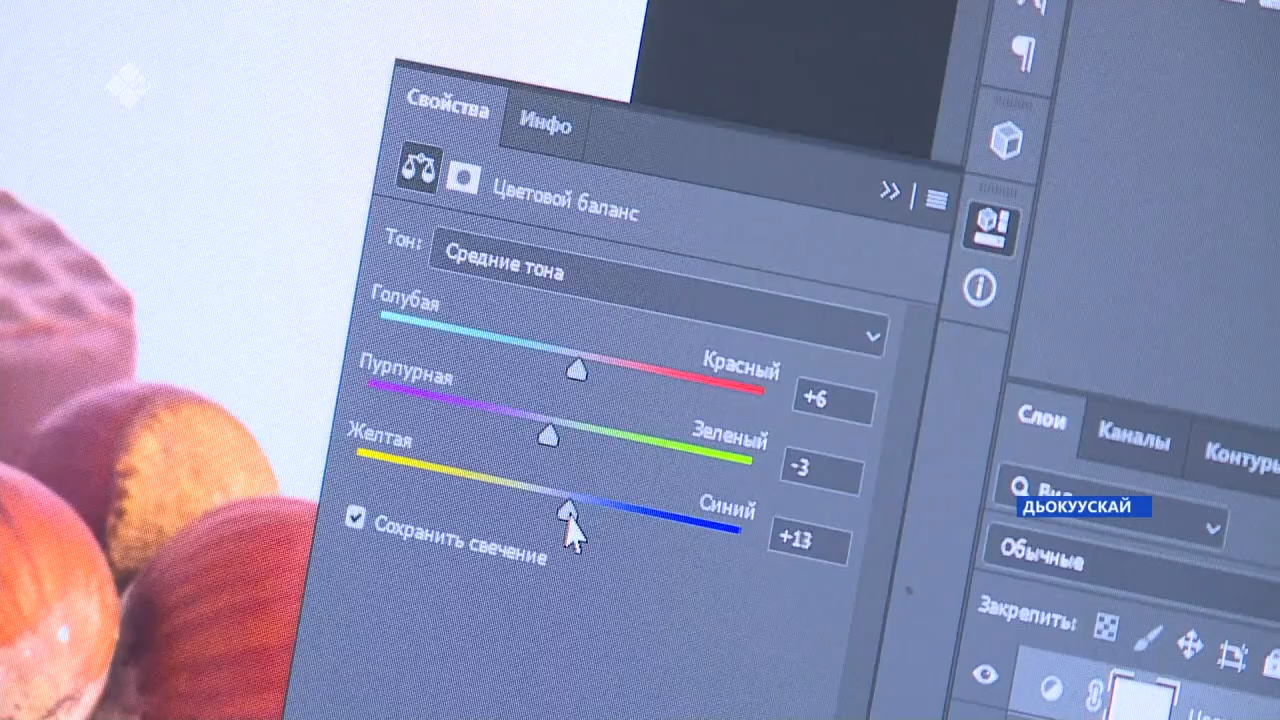 Свойства
Инфо
Цветовой баланс
Тон:
Средние тона
Голубая
Красный
+6
Пурпурная
Зеленый
-3
Желтая
Синий
+13
Сохранить свечение
Слои
Каналы
Контуры
ДЬОКУУСКАЙ
Обычные
Закрепить: